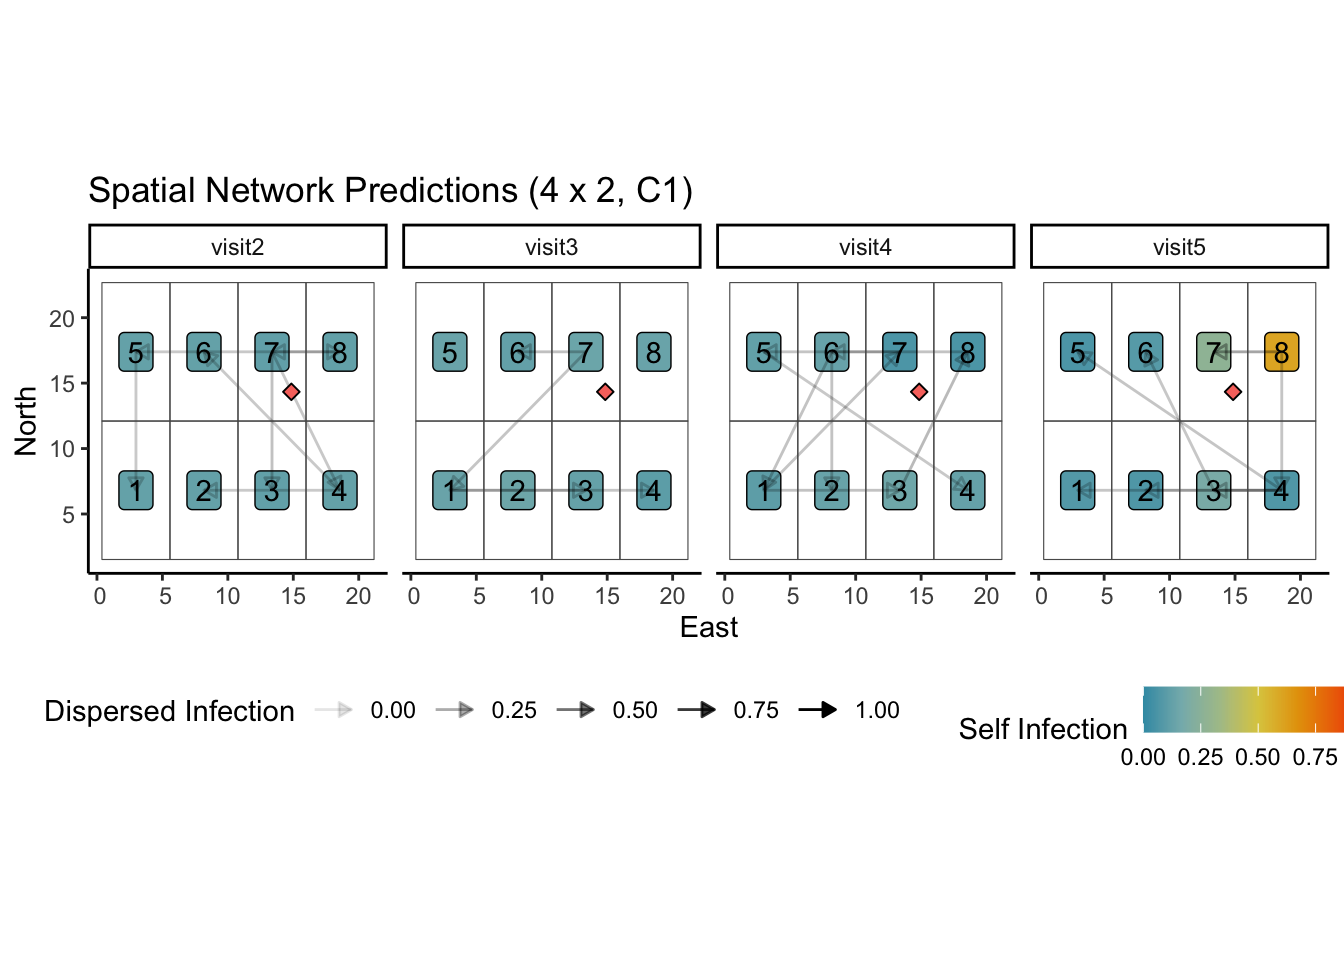 Spatial Network Predictions (4 x 2, C1)
visit2 visit3 visit4 visit5
20
15
10
5
North
5 6 7 8 5 6 7 8 5 6 7 8 5 6 7 8
1 2 3 4 1 2 3 4 1 2 3 4 1 2 3 4
0 5 10 15 20 0 5 10 15 20 0 5 10 15 20 0 5 10 15 20
East
Dispersed Infection 0.00 0.25 0.50 0.75 1.00
Self Infection
0.00 0.25 0.50 0.75